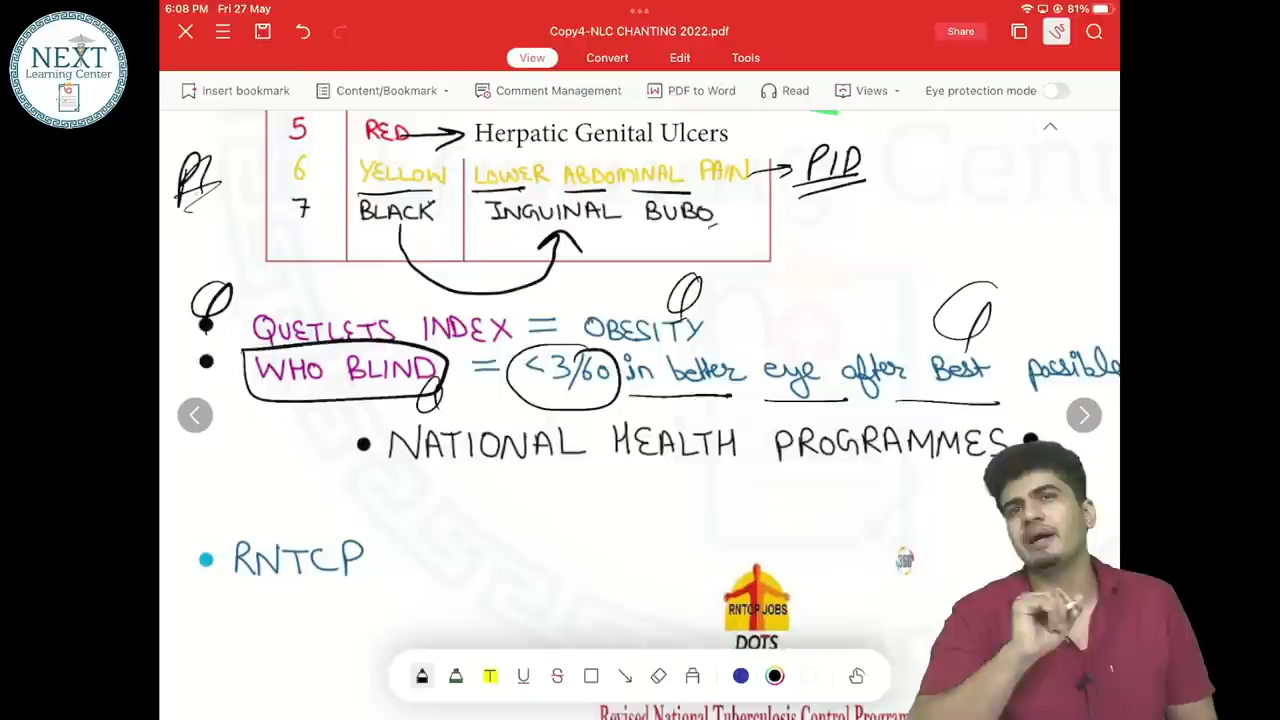 6:08 PM Fri 27 May
81%
NEXT
Learning Center
Copy4-NLC CHANTING 2022.pdf
Share
View Convert Edit Tools
Insert bookmark Content/Bookmark Comment Management PDF to Word Read Views Eye protection mode
5 RED Herpatic Genital Ulcers
6 YELLOW LOWER ABDOMINAL PAIN PID
7 BLACK INGUINAL BUBO
QUETLETS INDEX = OBESITY
WHO BLIND = <3/60 in better eye after Best possible
NATIONAL HEALTH PROGRAMMES
RNTCP
360°
RNTCP JOBS
DOTS
Revised National Tuberculosis Control Program